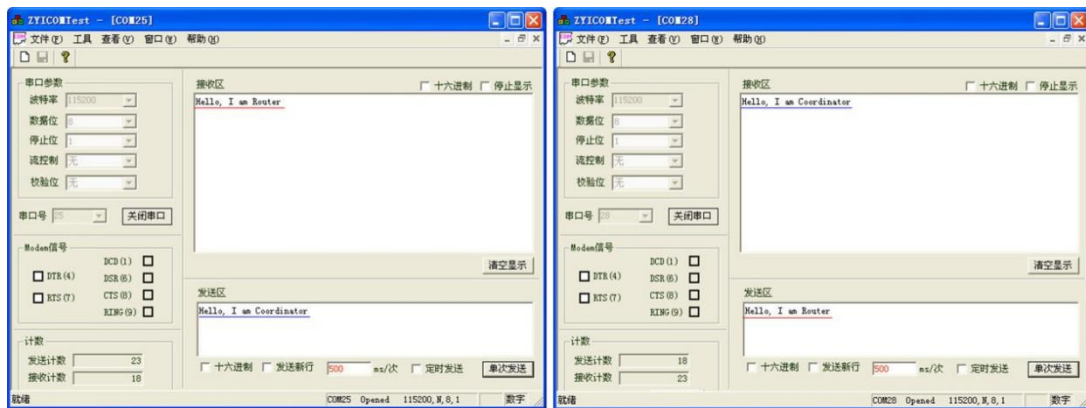 ZYICOMTest - [COM25]
文件(F) 工具 查看(V) 窗口(W) 帮助(H)
串口参数
波特率 115200
数据位 8
停止位 1
流控制 无
校验位 无
串口号 25 关闭串口
Modem信号
DCD(1)
DTR(4) DSR(6)
RTS(7) CTS(8)
RING(9)
计数
发送计数 23
接收计数 18
接收区 十六进制 停止显示
Hello, I am Router
清空显示
发送区
Hello, I am Coordinator
十六进制 发送新行 500 ms/次 定时发送 单次发送
就绪 COM25 Opened 115200,N,8,1 数字
ZYICOMTest - [COM28]
文件(F) 工具 查看(V) 窗口(W) 帮助(H)
串口参数
波特率 115200
数据位 8
停止位 1
流控制 无
校验位 无
串口号 28 关闭串口
Modem信号
DCD(1)
DTR(4) DSR(6)
RTS(7) CTS(8)
RING(9)
计数
发送计数 18
接收计数 23
接收区 十六进制 停止显示
Hello, I am Coordinator
清空显示
发送区
Hello, I am Router
十六进制 发送新行 500 ms/次 定时发送 单次发送
就绪 COM28 Opened 115200,N,8,1 数字